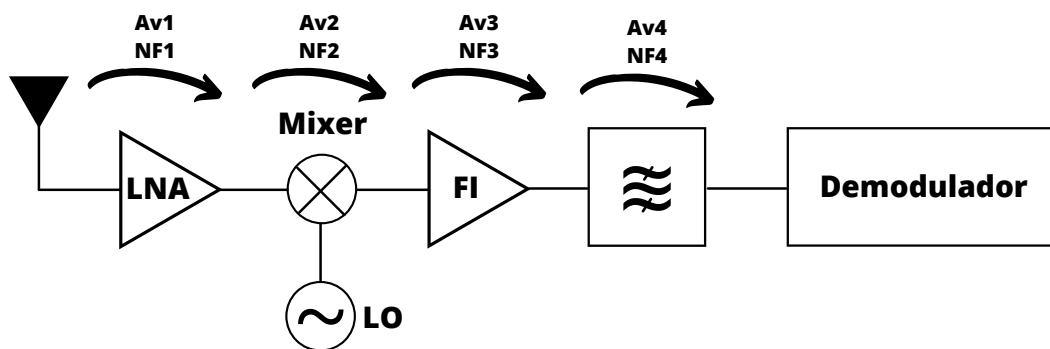 Av1
NF1
Av2
NF2
Av3
NF3
Av4
NF4
Mixer
LNA
FI
Demodulador
LO